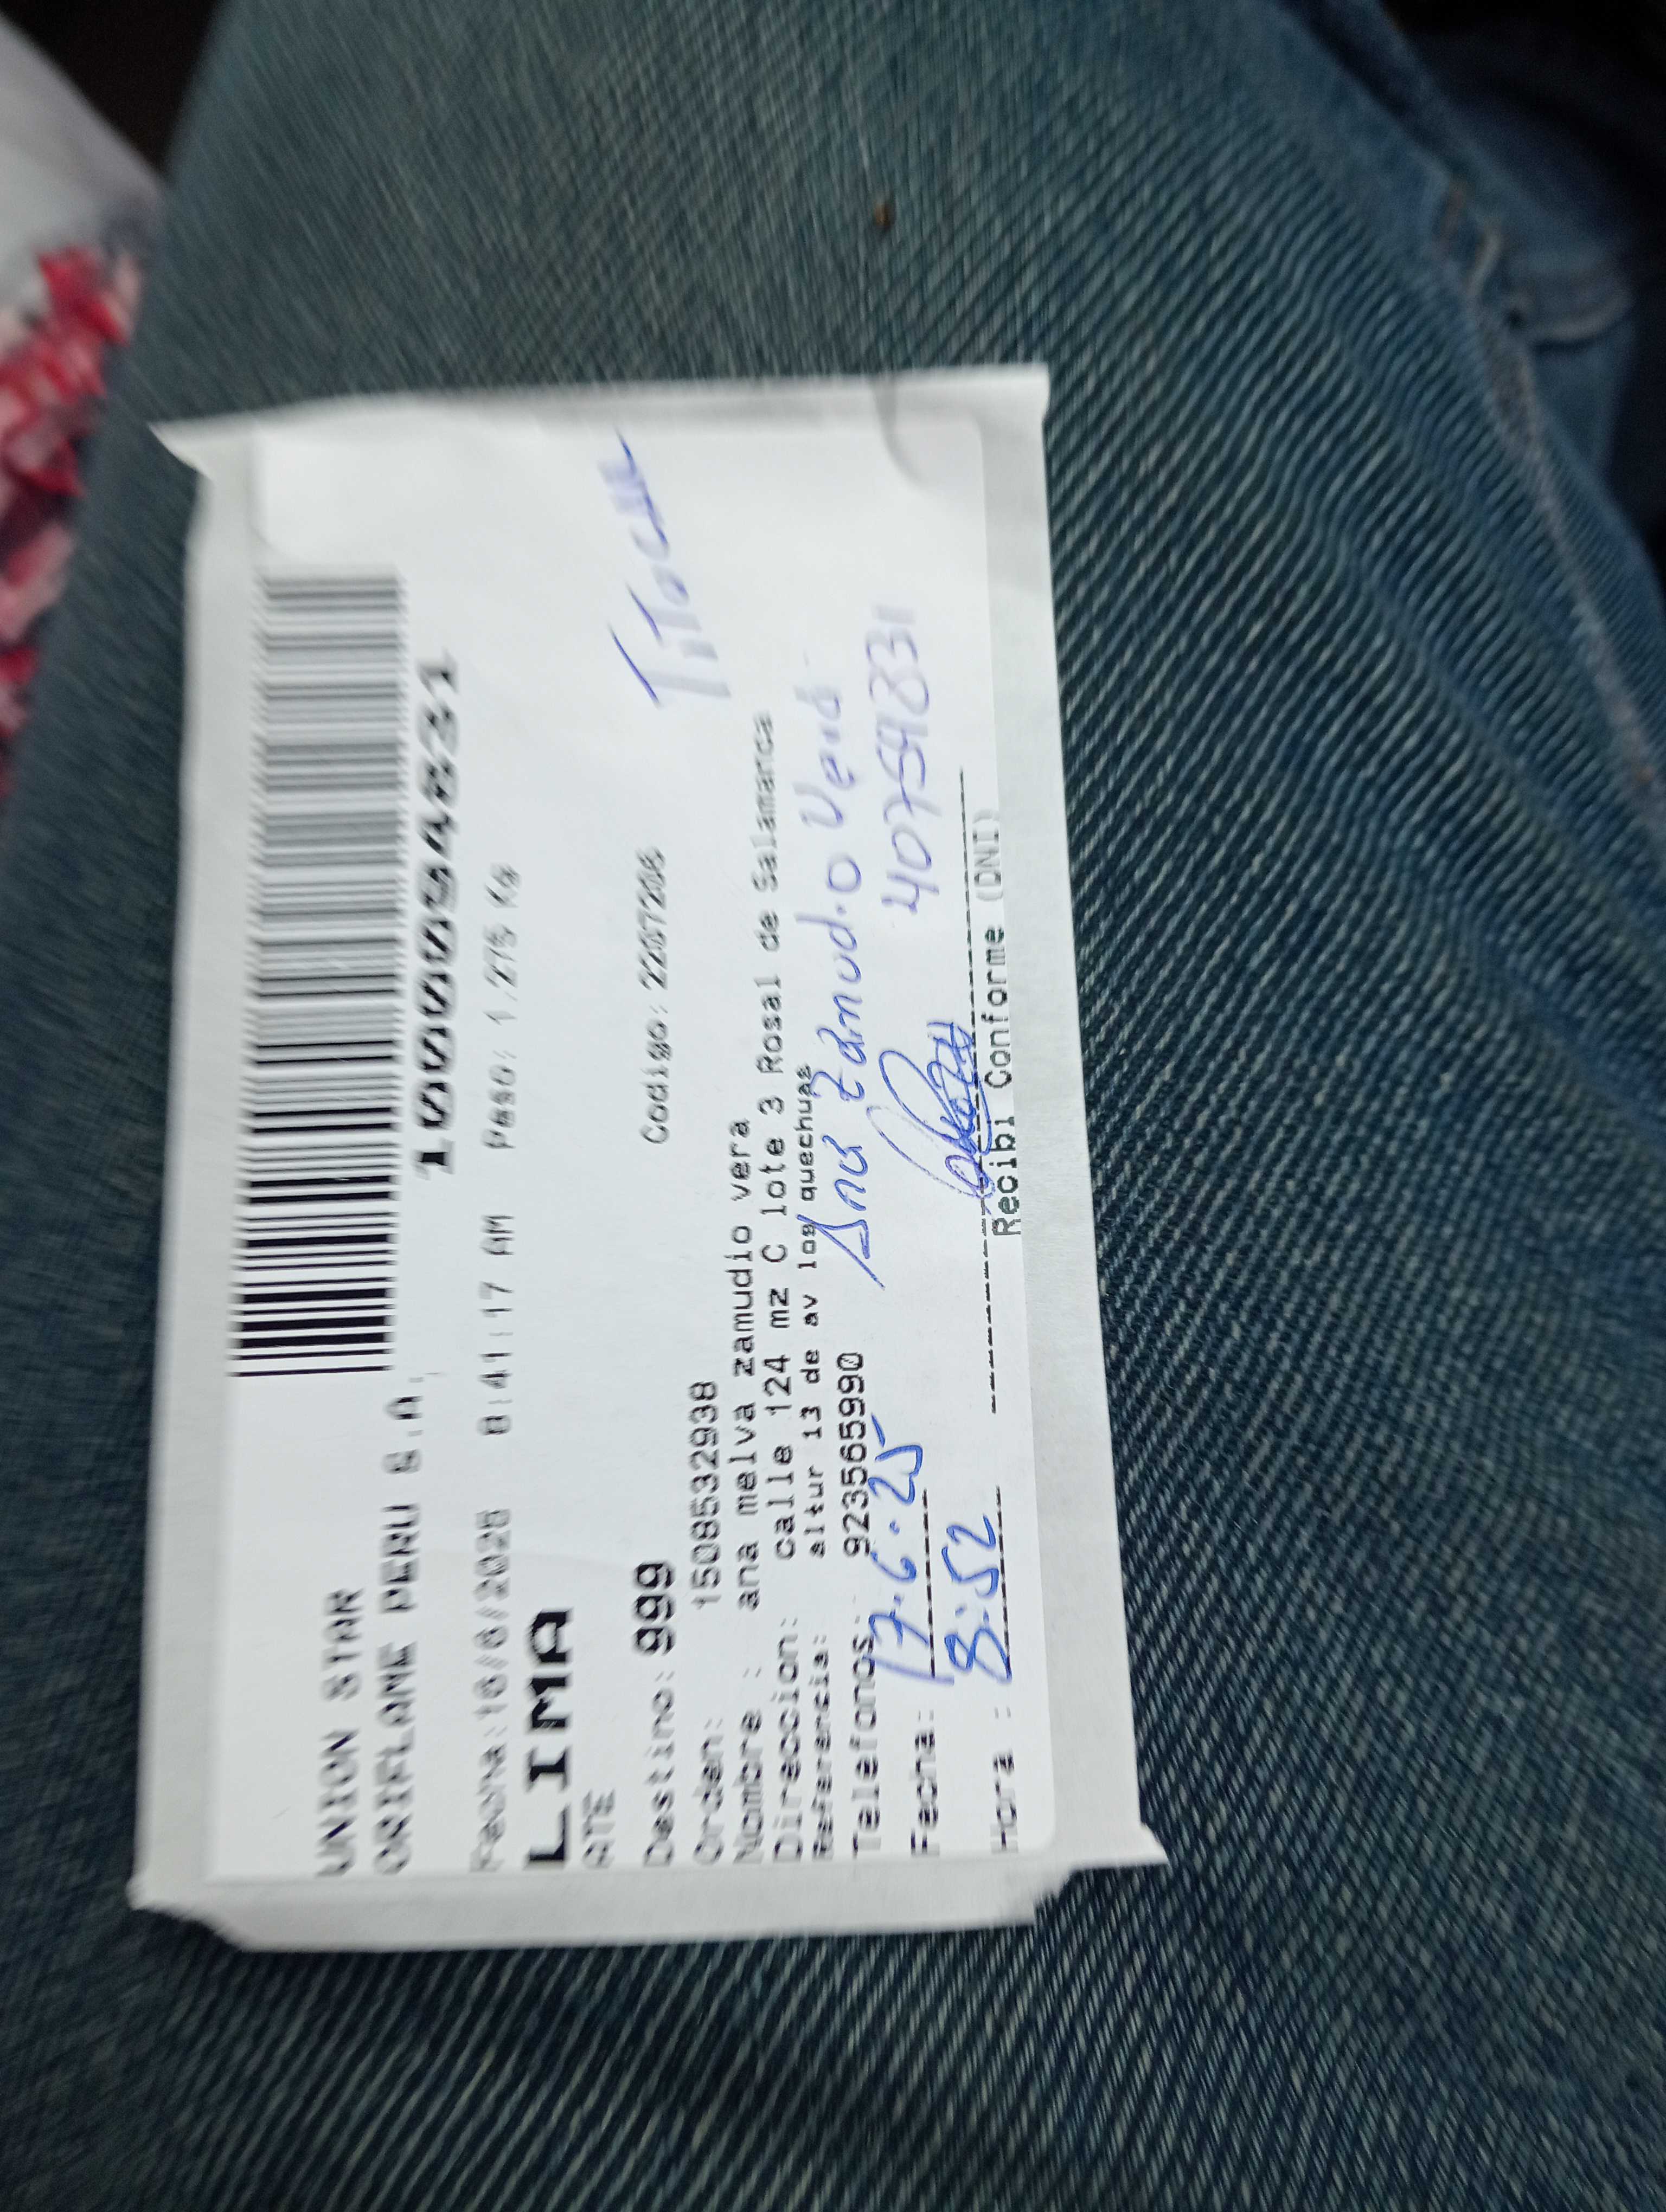 1000094831
UNION STAR
ORIFLAME PERU S.A.
Fecha:16/6/2025 8:41:17 AM Peso: 1.275 Kg
LIMA
ATE
Destino: 999 Codigo: 2207206
Orden: 1508532938
Nombre : ana melva zamudio vera
Direccion: calle 124 mz C lote 3 Rosal de Salamanca
Referencia: altur 13 de av los quechuas
Telefonos: 923565990
Ana Zamudio Vera
Fecha: 17.6.25
40759831
Hora : 8:52
Recibi Conforme (DNI)